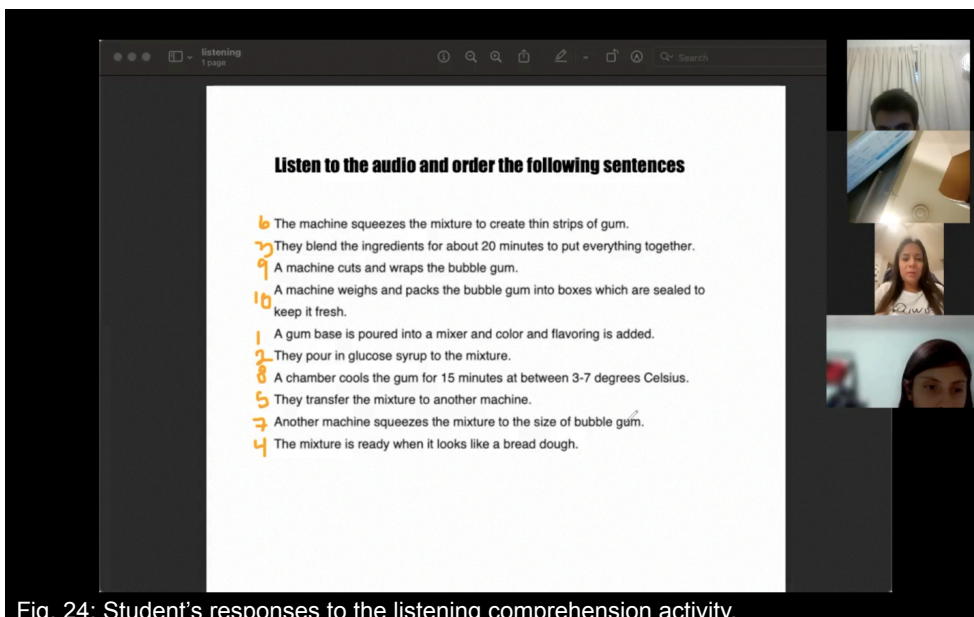 listening
1 page
Search
Listen to the audio and order the following sentences
6 The machine squeezes the mixture to create thin strips of gum.
3 They blend the ingredients for about 20 minutes to put everything together.
9 A machine cuts and wraps the bubble gum.
10 A machine weighs and packs the bubble gum into boxes which are sealed to
keep it fresh.
1 A gum base is poured into a mixer and color and flavoring is added.
2 They pour in glucose syrup to the mixture.
8 A chamber cools the gum for 15 minutes at between 3-7 degrees Celsius.
5 They transfer the mixture to another machine.
7 Another machine squeezes the mixture to the size of bubble gum.
4 The mixture is ready when it looks like a bread dough.
Fig. 24: Student's responses to the listening comprehension activity.